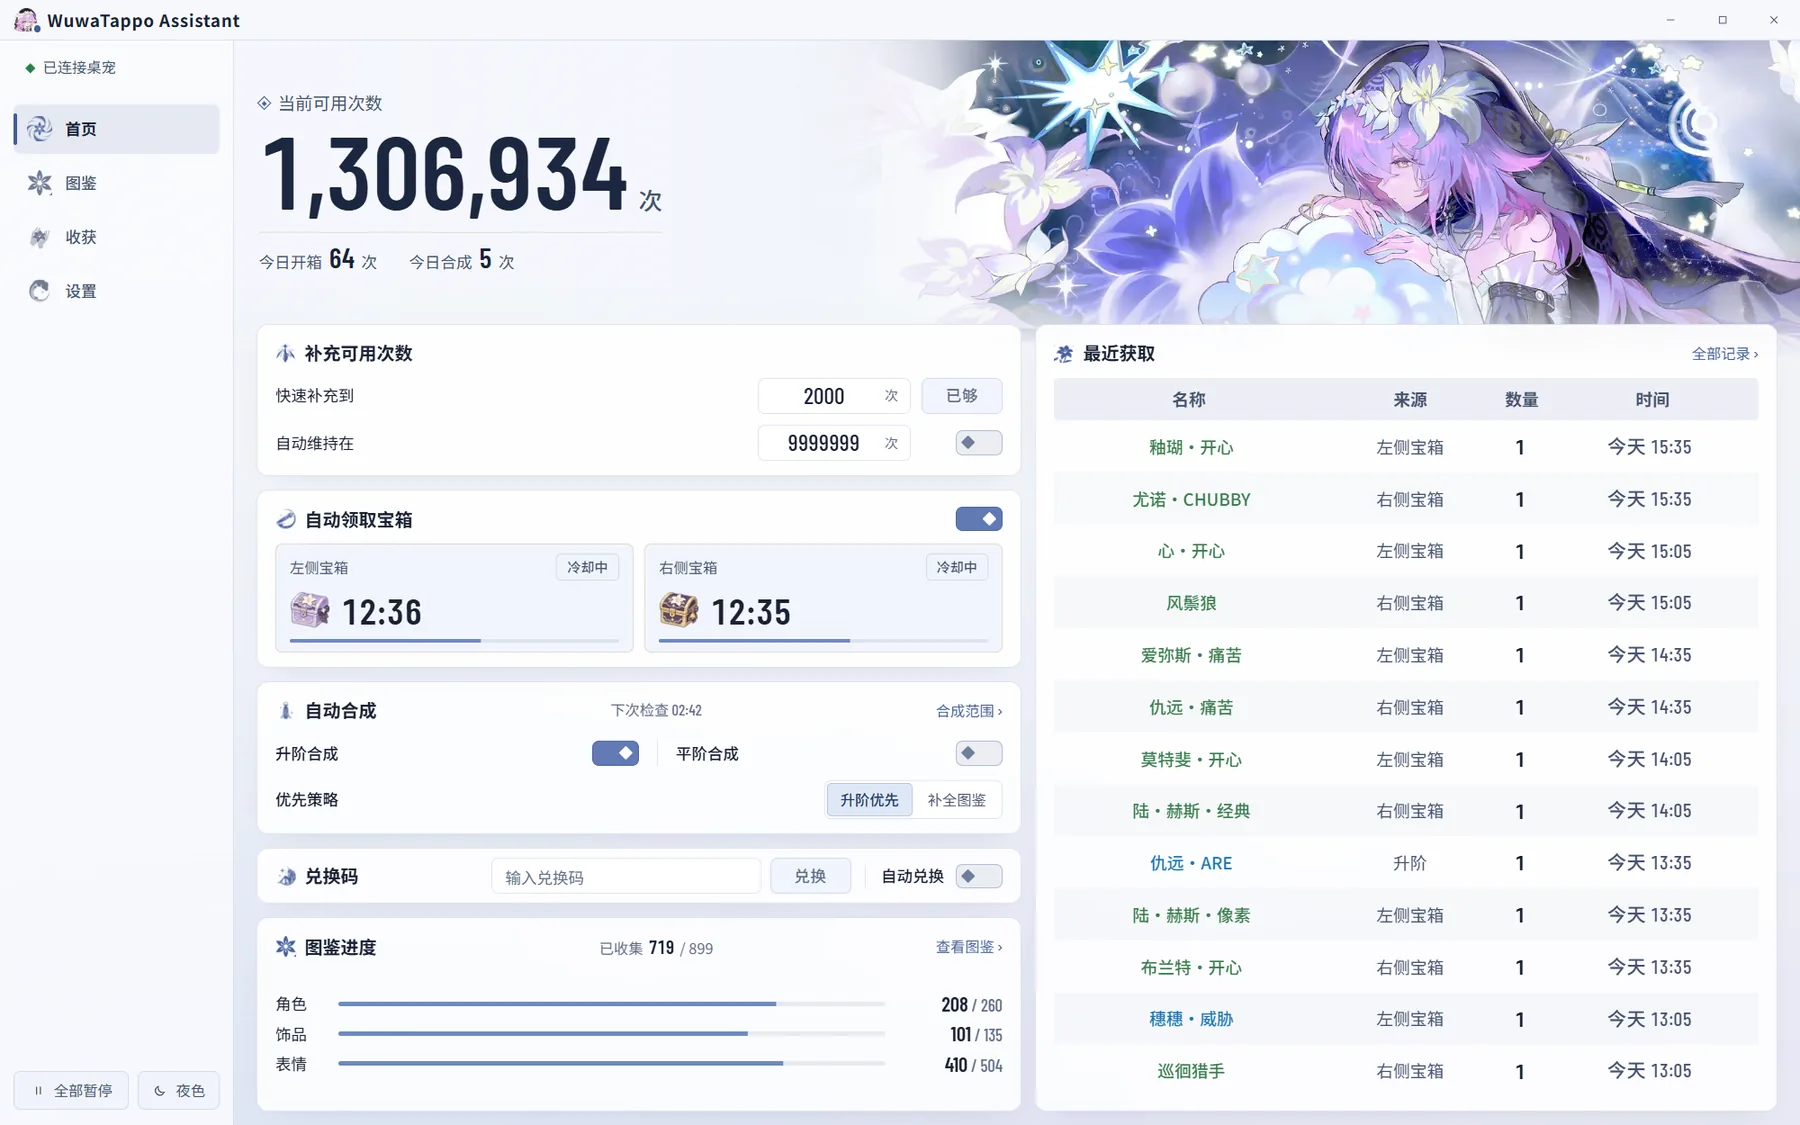 WuwaTappo Assistant
已连接桌宠
首页
图鉴
收获
设置
全部暂停
夜色
当前可用次数
1,306,934 次
今日开箱 64 次 今日合成 5 次
补充可用次数
快速补充到 2000 次 已够
自动维持在 9999999 次
自动领取宝箱
左侧宝箱 冷却中
12:36
右侧宝箱 冷却中
12:35
自动合成 下次检查 02:42 合成范围 ›
升阶合成 平阶合成
优先策略 升阶优先 补全图鉴
兑换码 输入兑换码 兑换 自动兑换
图鉴进度 已收集 719 / 899 查看图鉴 ›
角色 208 / 260
饰品 101 / 135
表情 410 / 504
最近获取 全部记录 ›
名称 来源 数量 时间
釉瑚・开心 左侧宝箱 1 今天 15:35
尤诺・CHUBBY 右侧宝箱 1 今天 15:35
心・开心 左侧宝箱 1 今天 15:05
风鬃狼 右侧宝箱 1 今天 15:05
爱弥斯・痛苦 左侧宝箱 1 今天 14:35
仇远・痛苦 右侧宝箱 1 今天 14:35
莫特斐・开心 左侧宝箱 1 今天 14:05
陆・赫斯・经典 右侧宝箱 1 今天 14:05
仇远・ARE 升阶 1 今天 13:35
陆・赫斯・像素 左侧宝箱 1 今天 13:35
布兰特・开心 右侧宝箱 1 今天 13:35
穗穗・威胁 左侧宝箱 1 今天 13:05
巡徊猎手 右侧宝箱 1 今天 13:05